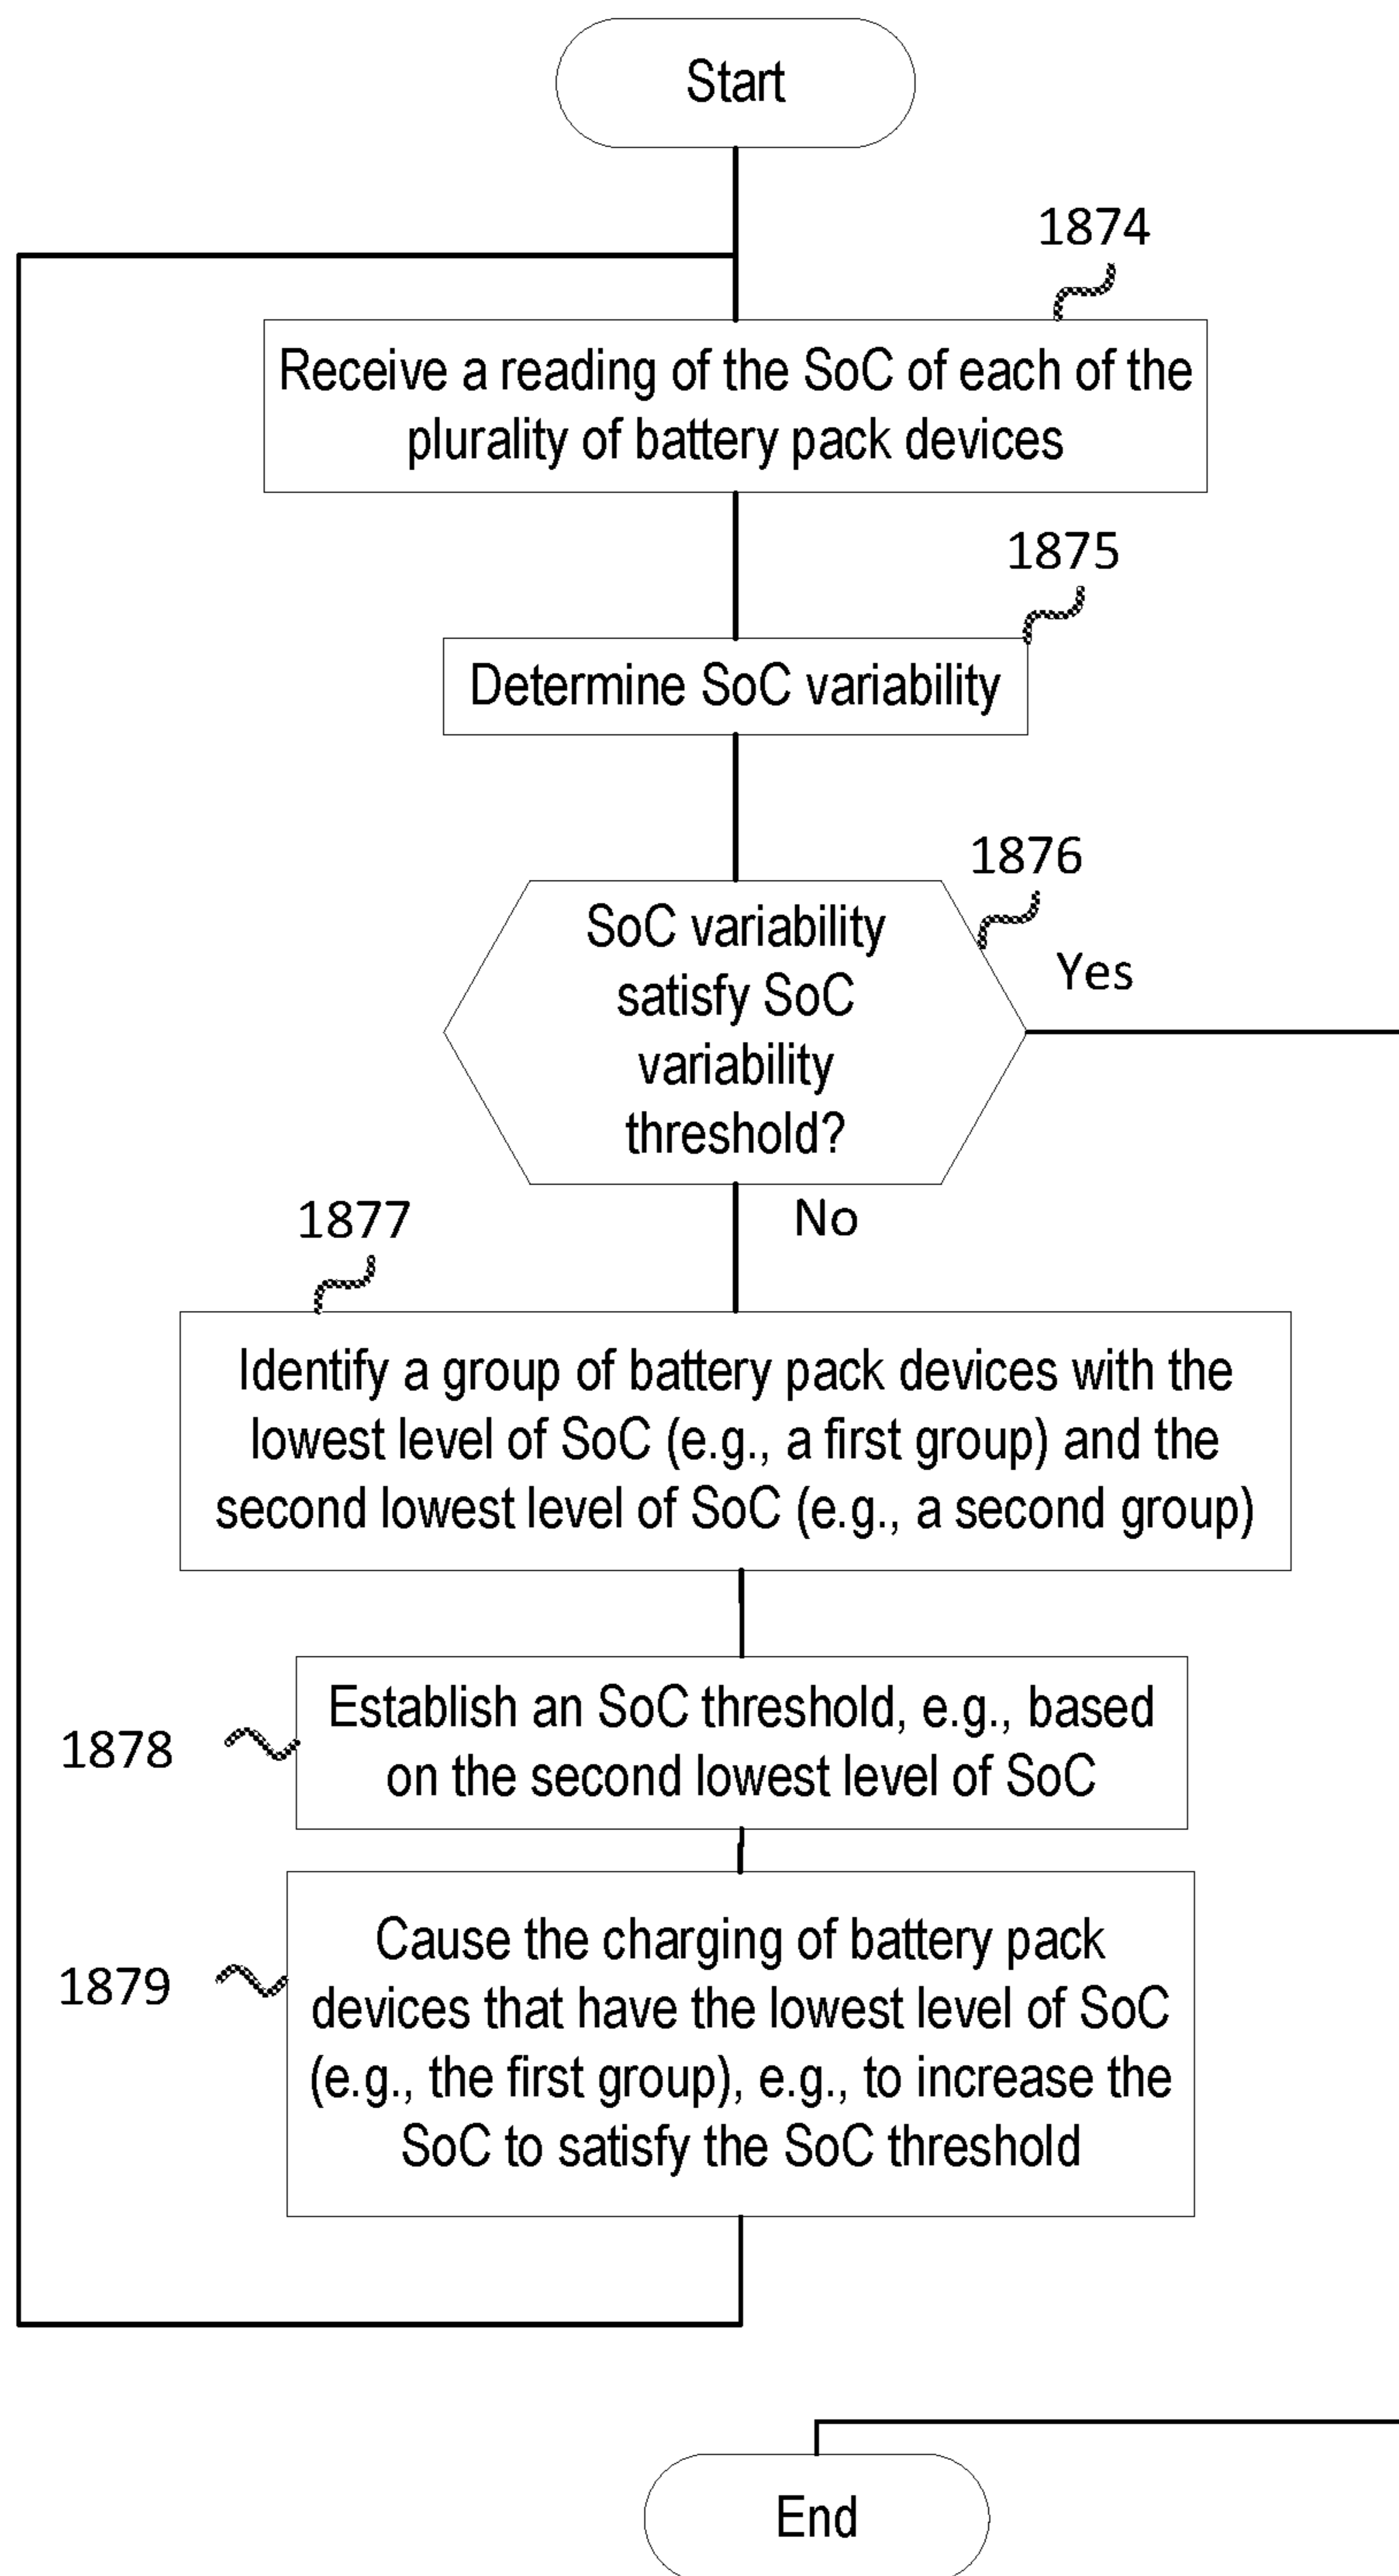 Start
1874
Receive a reading of the SoC of each of the
plurality of battery pack devices
1875
Determine SoC variability
1876
SoC variability
satisfy SoC
variability
threshold?
Yes
No
1877
Identify a group of battery pack devices with the
lowest level of SoC (e.g., a first group) and the
second lowest level of SoC (e.g., a second group)
1878
Establish an SoC threshold, e.g., based
on the second lowest level of SoC
1879
Cause the charging of battery pack
devices that have the lowest level of SoC
(e.g., the first group), e.g., to increase the
SoC to satisfy the SoC threshold
End